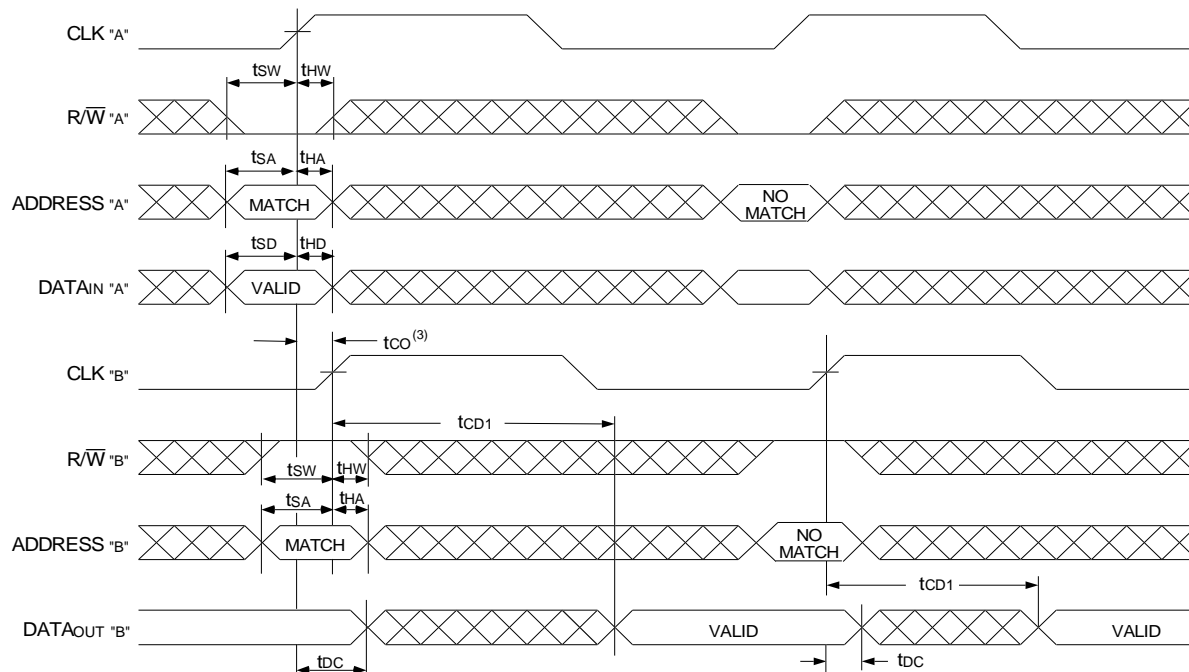 CLK "A"
tSW tHW
R/W̅ "A"
tSA tHA
ADDRESS "A" MATCH NO MATCH
tSD tHD
DATAIN "A" VALID
tCO(3)
CLK "B"
tCD1
R/W̅ "B"
tSW tHW
tSA tHA
ADDRESS "B" MATCH NO MATCH
tCD1
DATAOUT "B" VALID VALID
tDC tDC